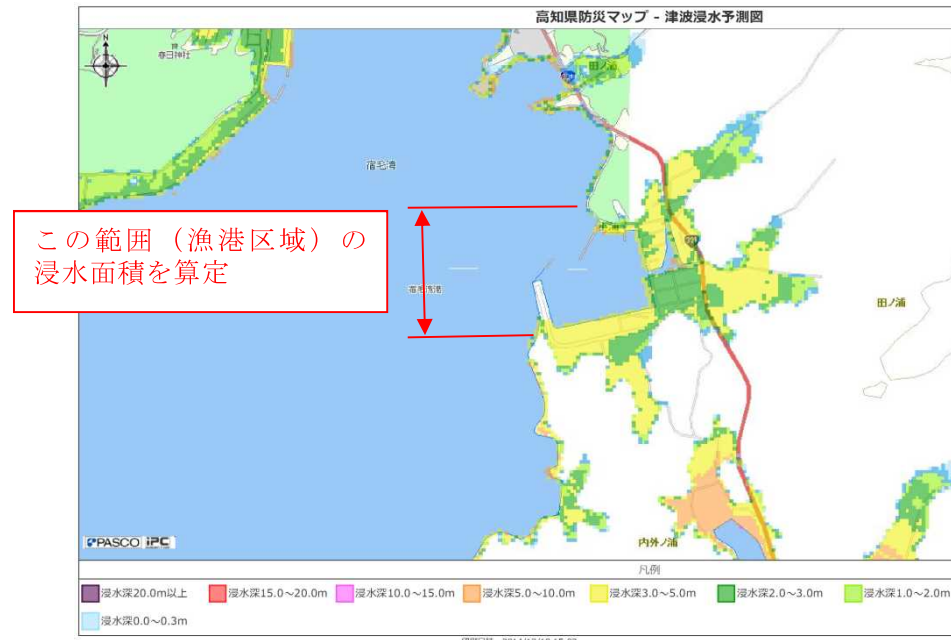 高知県防災マップ - 津波浸水予測図
N
春日神社
田ノ浦
宿毛湾
この範囲（漁港区域）の
浸水面積を算定
宿毛漁港
田ノ浦
内外ノ浦
PASCO iPC
凡例
浸水深20.0m以上 浸水深15.0～20.0m 浸水深10.0～15.0m 浸水深5.0～10.0m 浸水深3.0～5.0m 浸水深2.0～3.0m 浸水深1.0～2.0m
浸水深0.0～0.3m